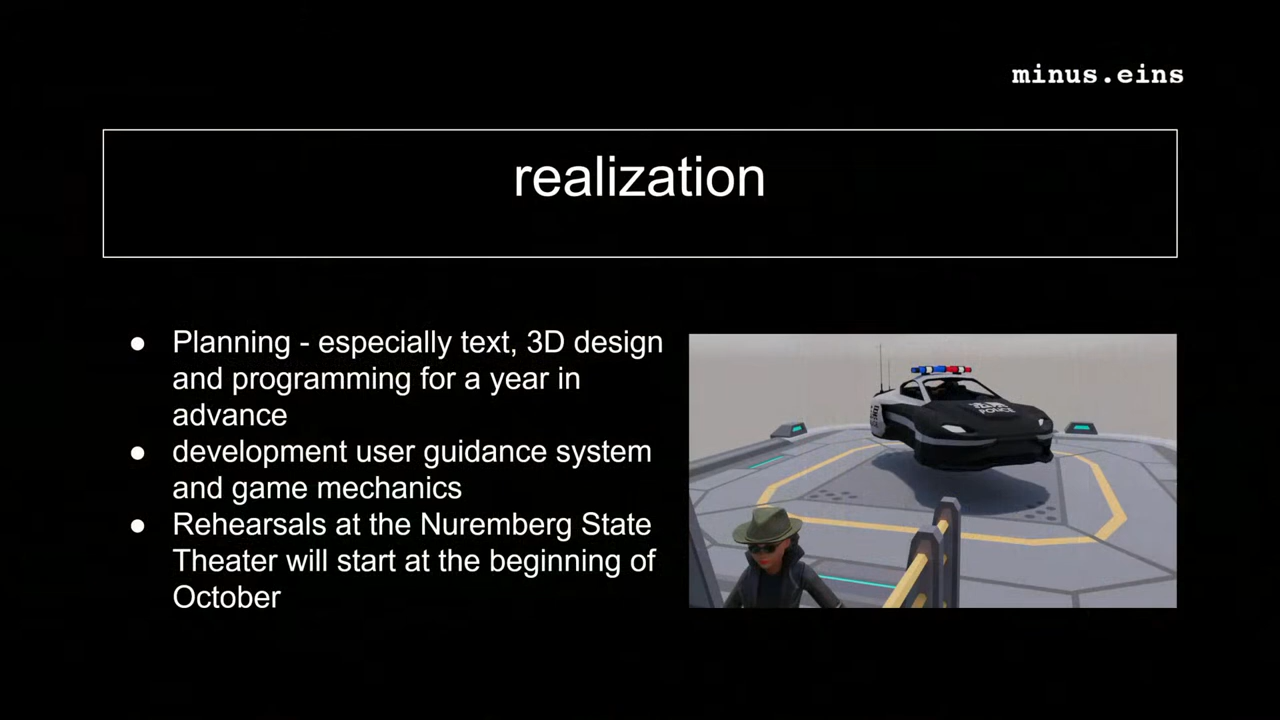 minus.eins
realization
● Planning - especially text, 3D design
and programming for a year in
advance
● development user guidance system
and game mechanics
● Rehearsals at the Nuremberg State
Theater will start at the beginning of
October
POLICE